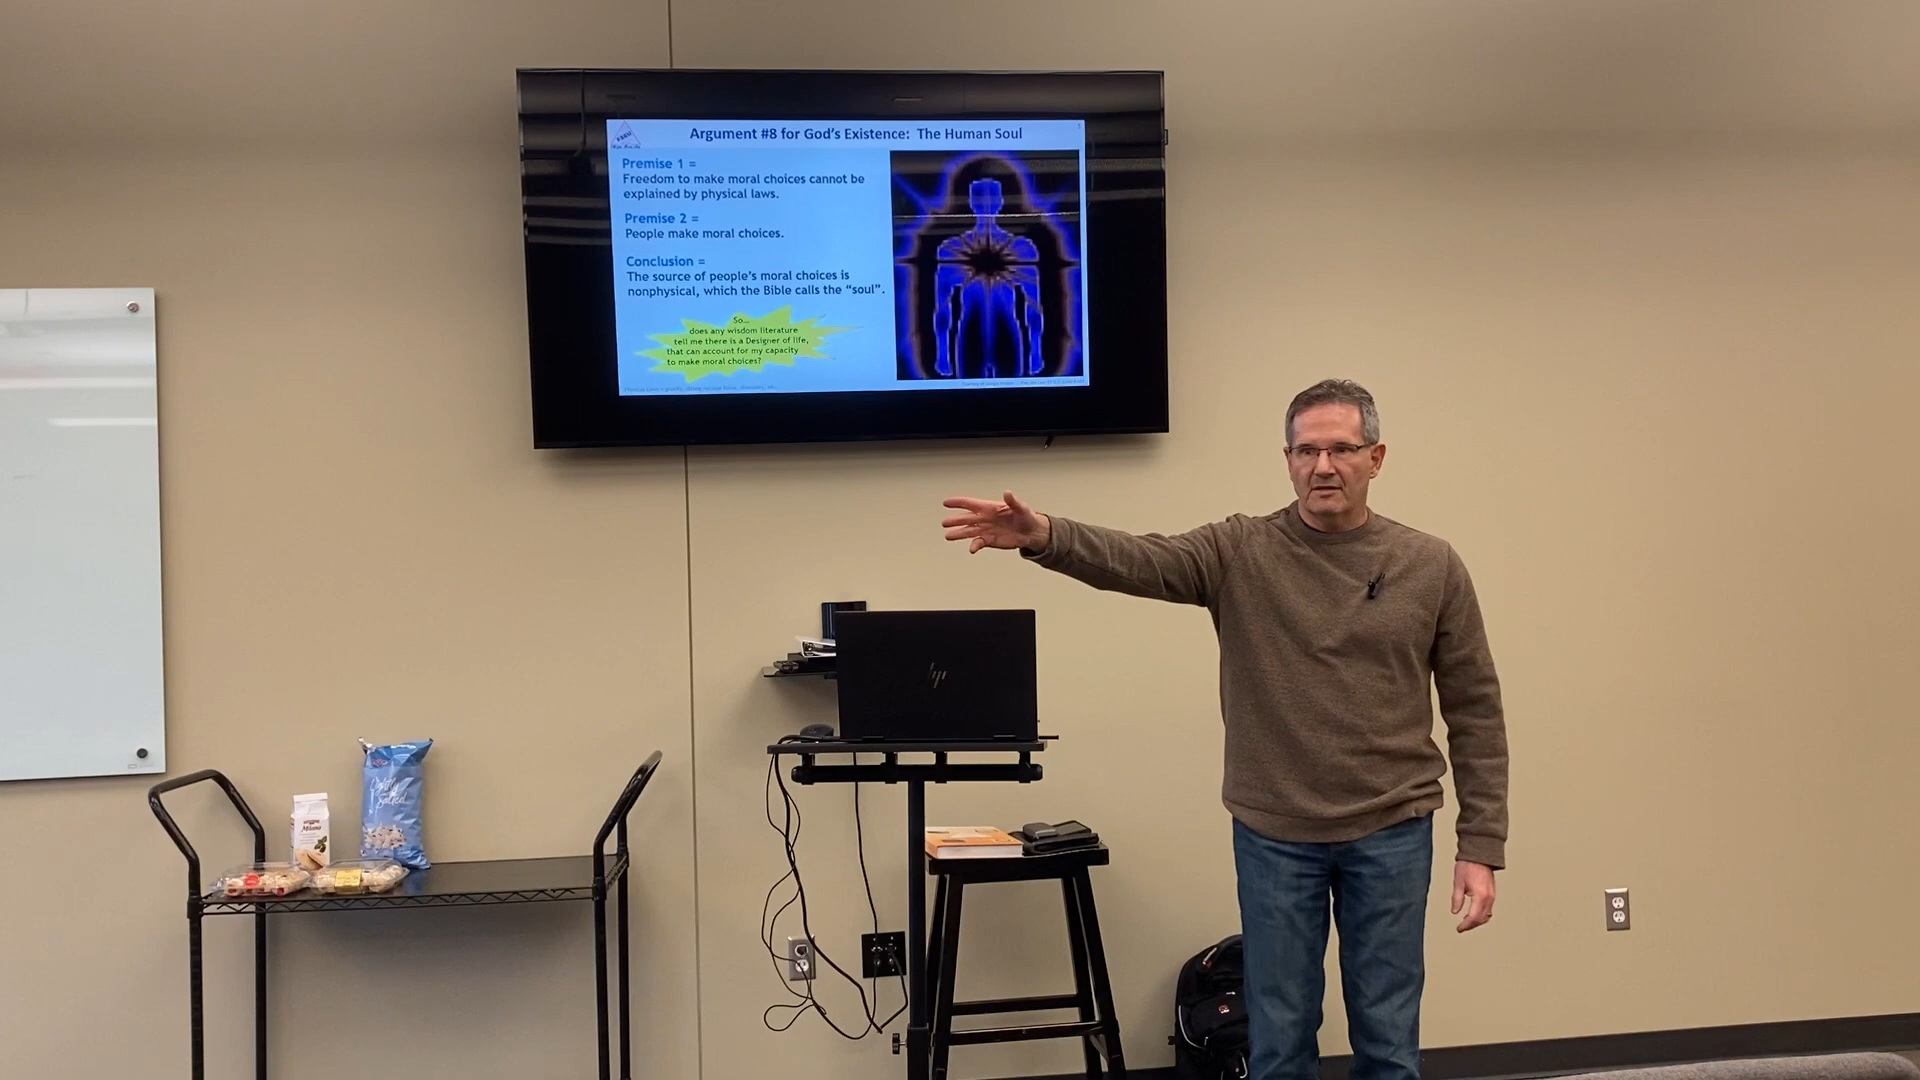 Argument #8 for God's Existence: The Human Soul
Premise 1 =
Freedom to make moral choices cannot be
explained by physical laws.
Premise 2 =
People make moral choices.
Conclusion =
The source of people's moral choices is
nonphysical, which the Bible calls the “soul”.
So...
does any wisdom literature
tell me there is a Designer of life,
that can account for my capacity
to make moral choices?
hp
Milano